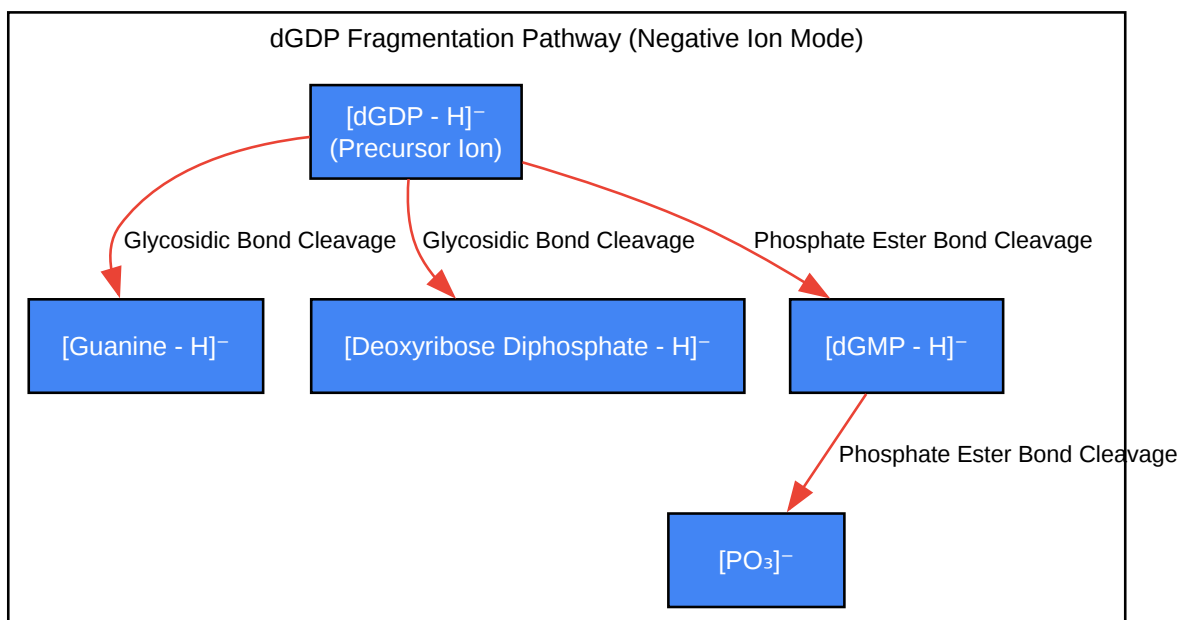 dGDP Fragmentation Pathway (Negative Ion Mode)
[dGDP - H]⁻
(Precursor Ion)
Glycosidic Bond Cleavage
Glycosidic Bond Cleavage
Phosphate Ester Bond Cleavage
[Guanine - H]⁻
[Deoxyribose Diphosphate - H]⁻
[dGMP - H]⁻
Phosphate Ester Bond Cleavage
[PO₃]⁻